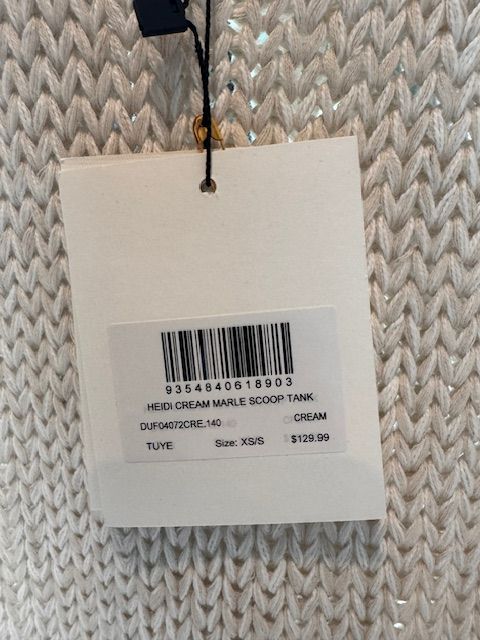 9354840618903
HEIDI CREAM MARLE SCOOP TANK
DUF04072CRE.140 CREAM
TUYE Size: XS/S $129.99